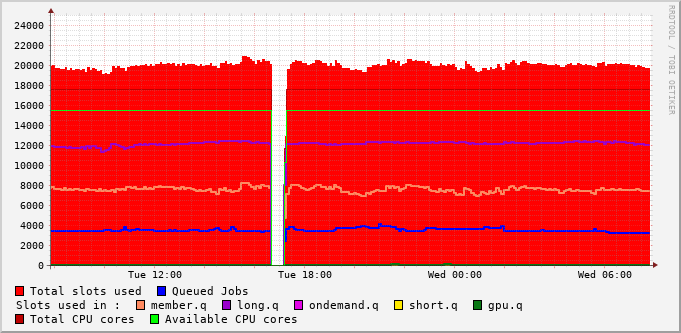 24000
22000
20000
18000
16000
14000
12000
10000
8000
6000
4000
2000
0
Tue 12:00 Tue 18:00 Wed 00:00 Wed 06:00
Total slots used Queued Jobs
Slots used in : member.q long.q ondemand.q short.q gpu.q
Total CPU cores Available CPU cores
RRDTOOL / TOBI OETIKER